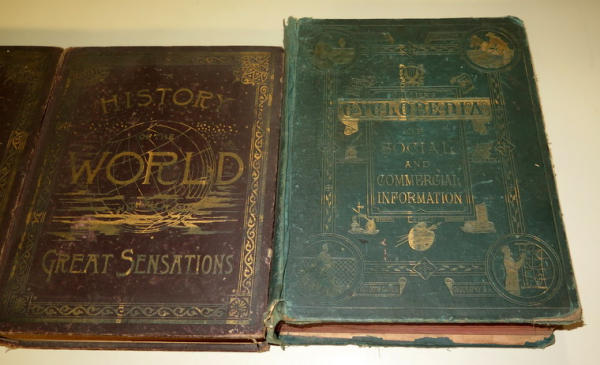 HISTORY
OF THE
WORLD
GREAT SENSATIONS
CYCLOPEDIA
OF
SOCIAL
AND
COMMERCIAL
INFORMATION